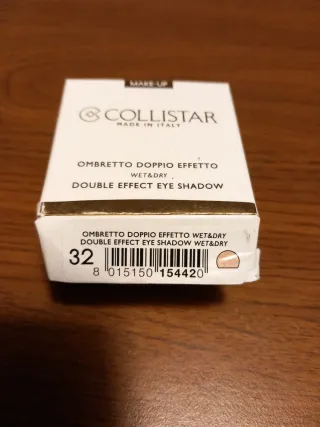 MAKE-UP
COLLISTAR
MADE IN ITALY
OMBRETTO DOPPIO EFFETTO
WET&DRY
DOUBLE EFFECT EYE SHADOW
OMBRETTO DOPPIO EFFETTO WET&DRY
DOUBLE EFFECT EYE SHADOW WET&DRY
32
8 015150 154420